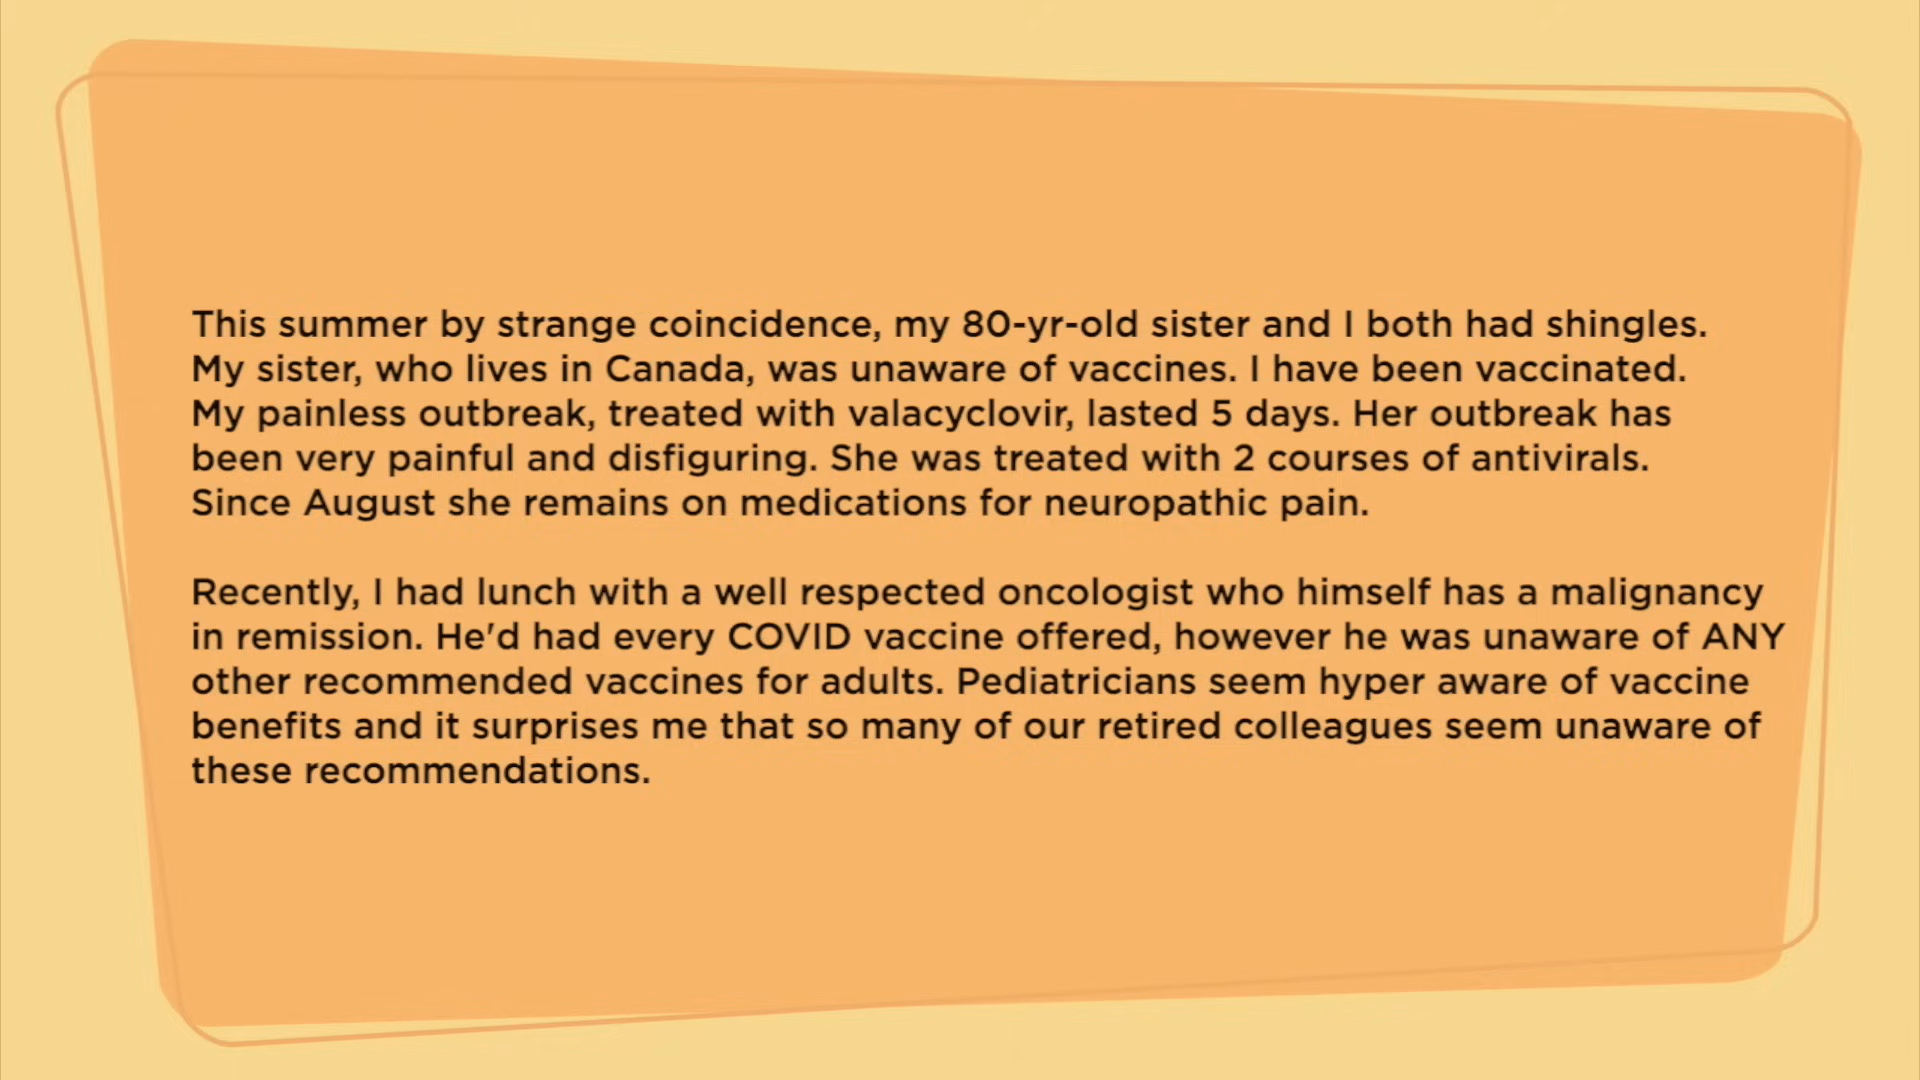 This summer by strange coincidence, my 80-yr-old sister and I both had shingles.
My sister, who lives in Canada, was unaware of vaccines. I have been vaccinated.
My painless outbreak, treated with valacyclovir, lasted 5 days. Her outbreak has
been very painful and disfiguring. She was treated with 2 courses of antivirals.
Since August she remains on medications for neuropathic pain.
Recently, I had lunch with a well respected oncologist who himself has a malignancy
in remission. He'd had every COVID vaccine offered, however he was unaware of ANY
other recommended vaccines for adults. Pediatricians seem hyper aware of vaccine
benefits and it surprises me that so many of our retired colleagues seem unaware of
these recommendations.